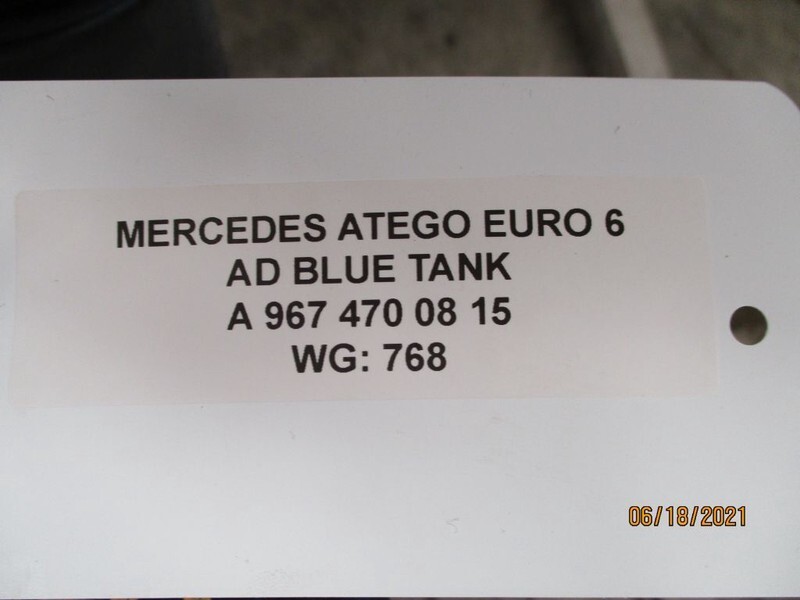 MERCEDES ATEGO EURO 6
AD BLUE TANK
A 967 470 08 15
WG: 768
06/18/2021